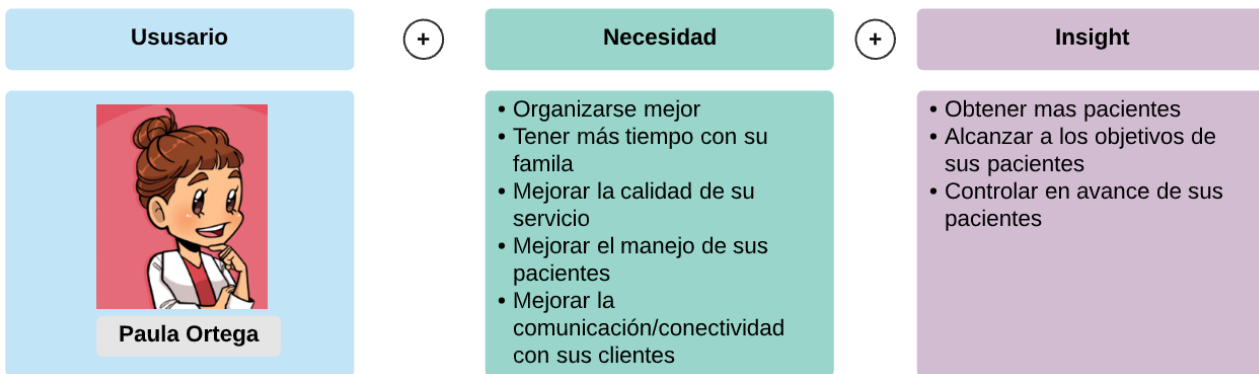 Ususario
+
Necesidad
+
Insight
Paula Ortega
• Organizarse mejor
• Tener más tiempo con su
famila
• Mejorar la calidad de su
servicio
• Mejorar el manejo de sus
pacientes
• Mejorar la
comunicación/conectividad
con sus clientes
• Obtener mas pacientes
• Alcanzar a los objetivos de
sus pacientes
• Controlar en avance de sus
pacientes